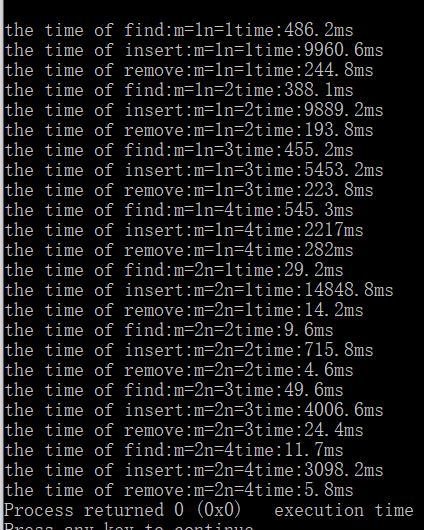 the time of find:m=1n=1time:486.2ms
the time of insert:m=1n=1time:9960.6ms
the time of remove:m=1n=1time:244.8ms
the time of find:m=1n=2time:388.1ms
the time of insert:m=1n=2time:9889.2ms
the time of remove:m=1n=2time:193.8ms
the time of find:m=1n=3time:455.2ms
the time of insert:m=1n=3time:5453.2ms
the time of remove:m=1n=3time:223.8ms
the time of find:m=1n=4time:545.3ms
the time of insert:m=1n=4time:2217ms
the time of remove:m=1n=4time:282ms
the time of find:m=2n=1time:29.2ms
the time of insert:m=2n=1time:14848.8ms
the time of remove:m=2n=1time:14.2ms
the time of find:m=2n=2time:9.6ms
the time of insert:m=2n=2time:715.8ms
the time of remove:m=2n=2time:4.6ms
the time of find:m=2n=3time:49.6ms
the time of insert:m=2n=3time:4006.6ms
the time of remove:m=2n=3time:24.4ms
the time of find:m=2n=4time:11.7ms
the time of insert:m=2n=4time:3098.2ms
the time of remove:m=2n=4time:5.8ms
Process returned 0 (0x0)   execution time
Press any key to continue